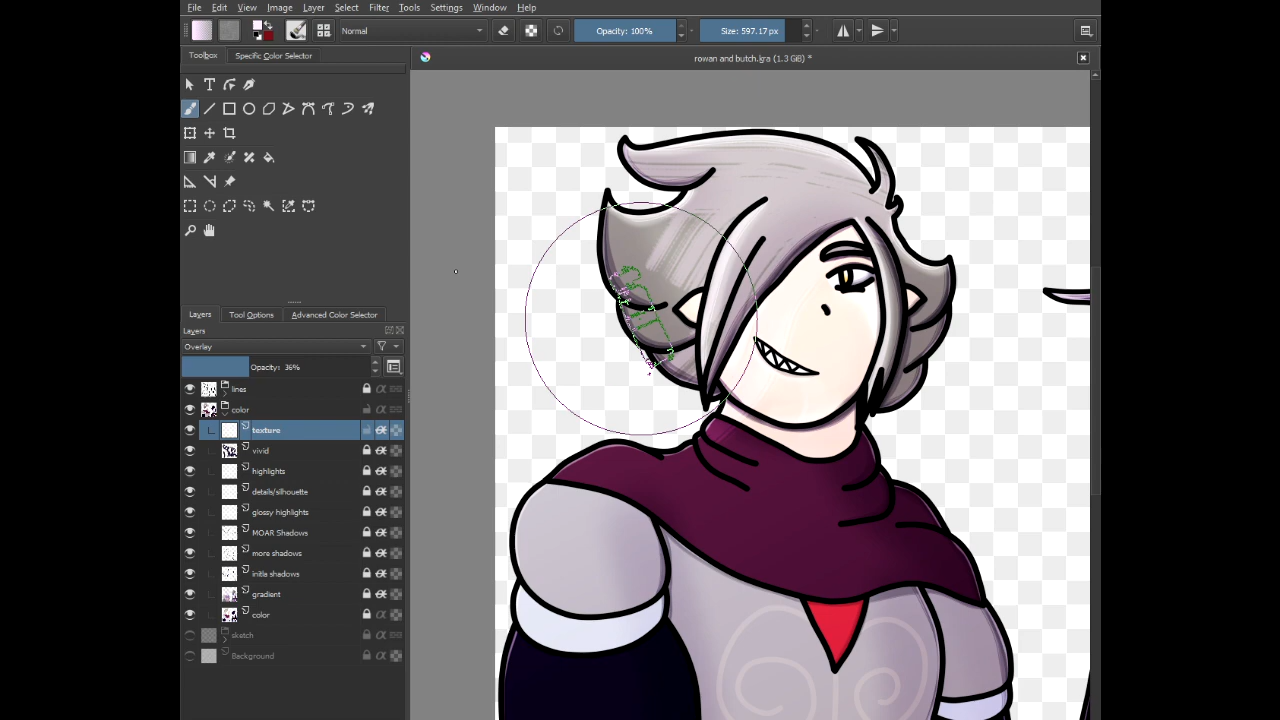 File Edit View Image Layer Select Filter Tools Settings Window Help
Normal Opacity: 100% Size: 597.17 px
Toolbox Specific Color Selector
rowan and butch.kra (1.3 GiB) *
Layers Tool Options Advanced Color Selector
Layers
Overlay
Opacity: 36%
lines
color
texture
vivid
highlights
details/silhouette
glossy highlights
MOAR Shadows
more shadows
initla shadows
gradient
color
sketch
Background